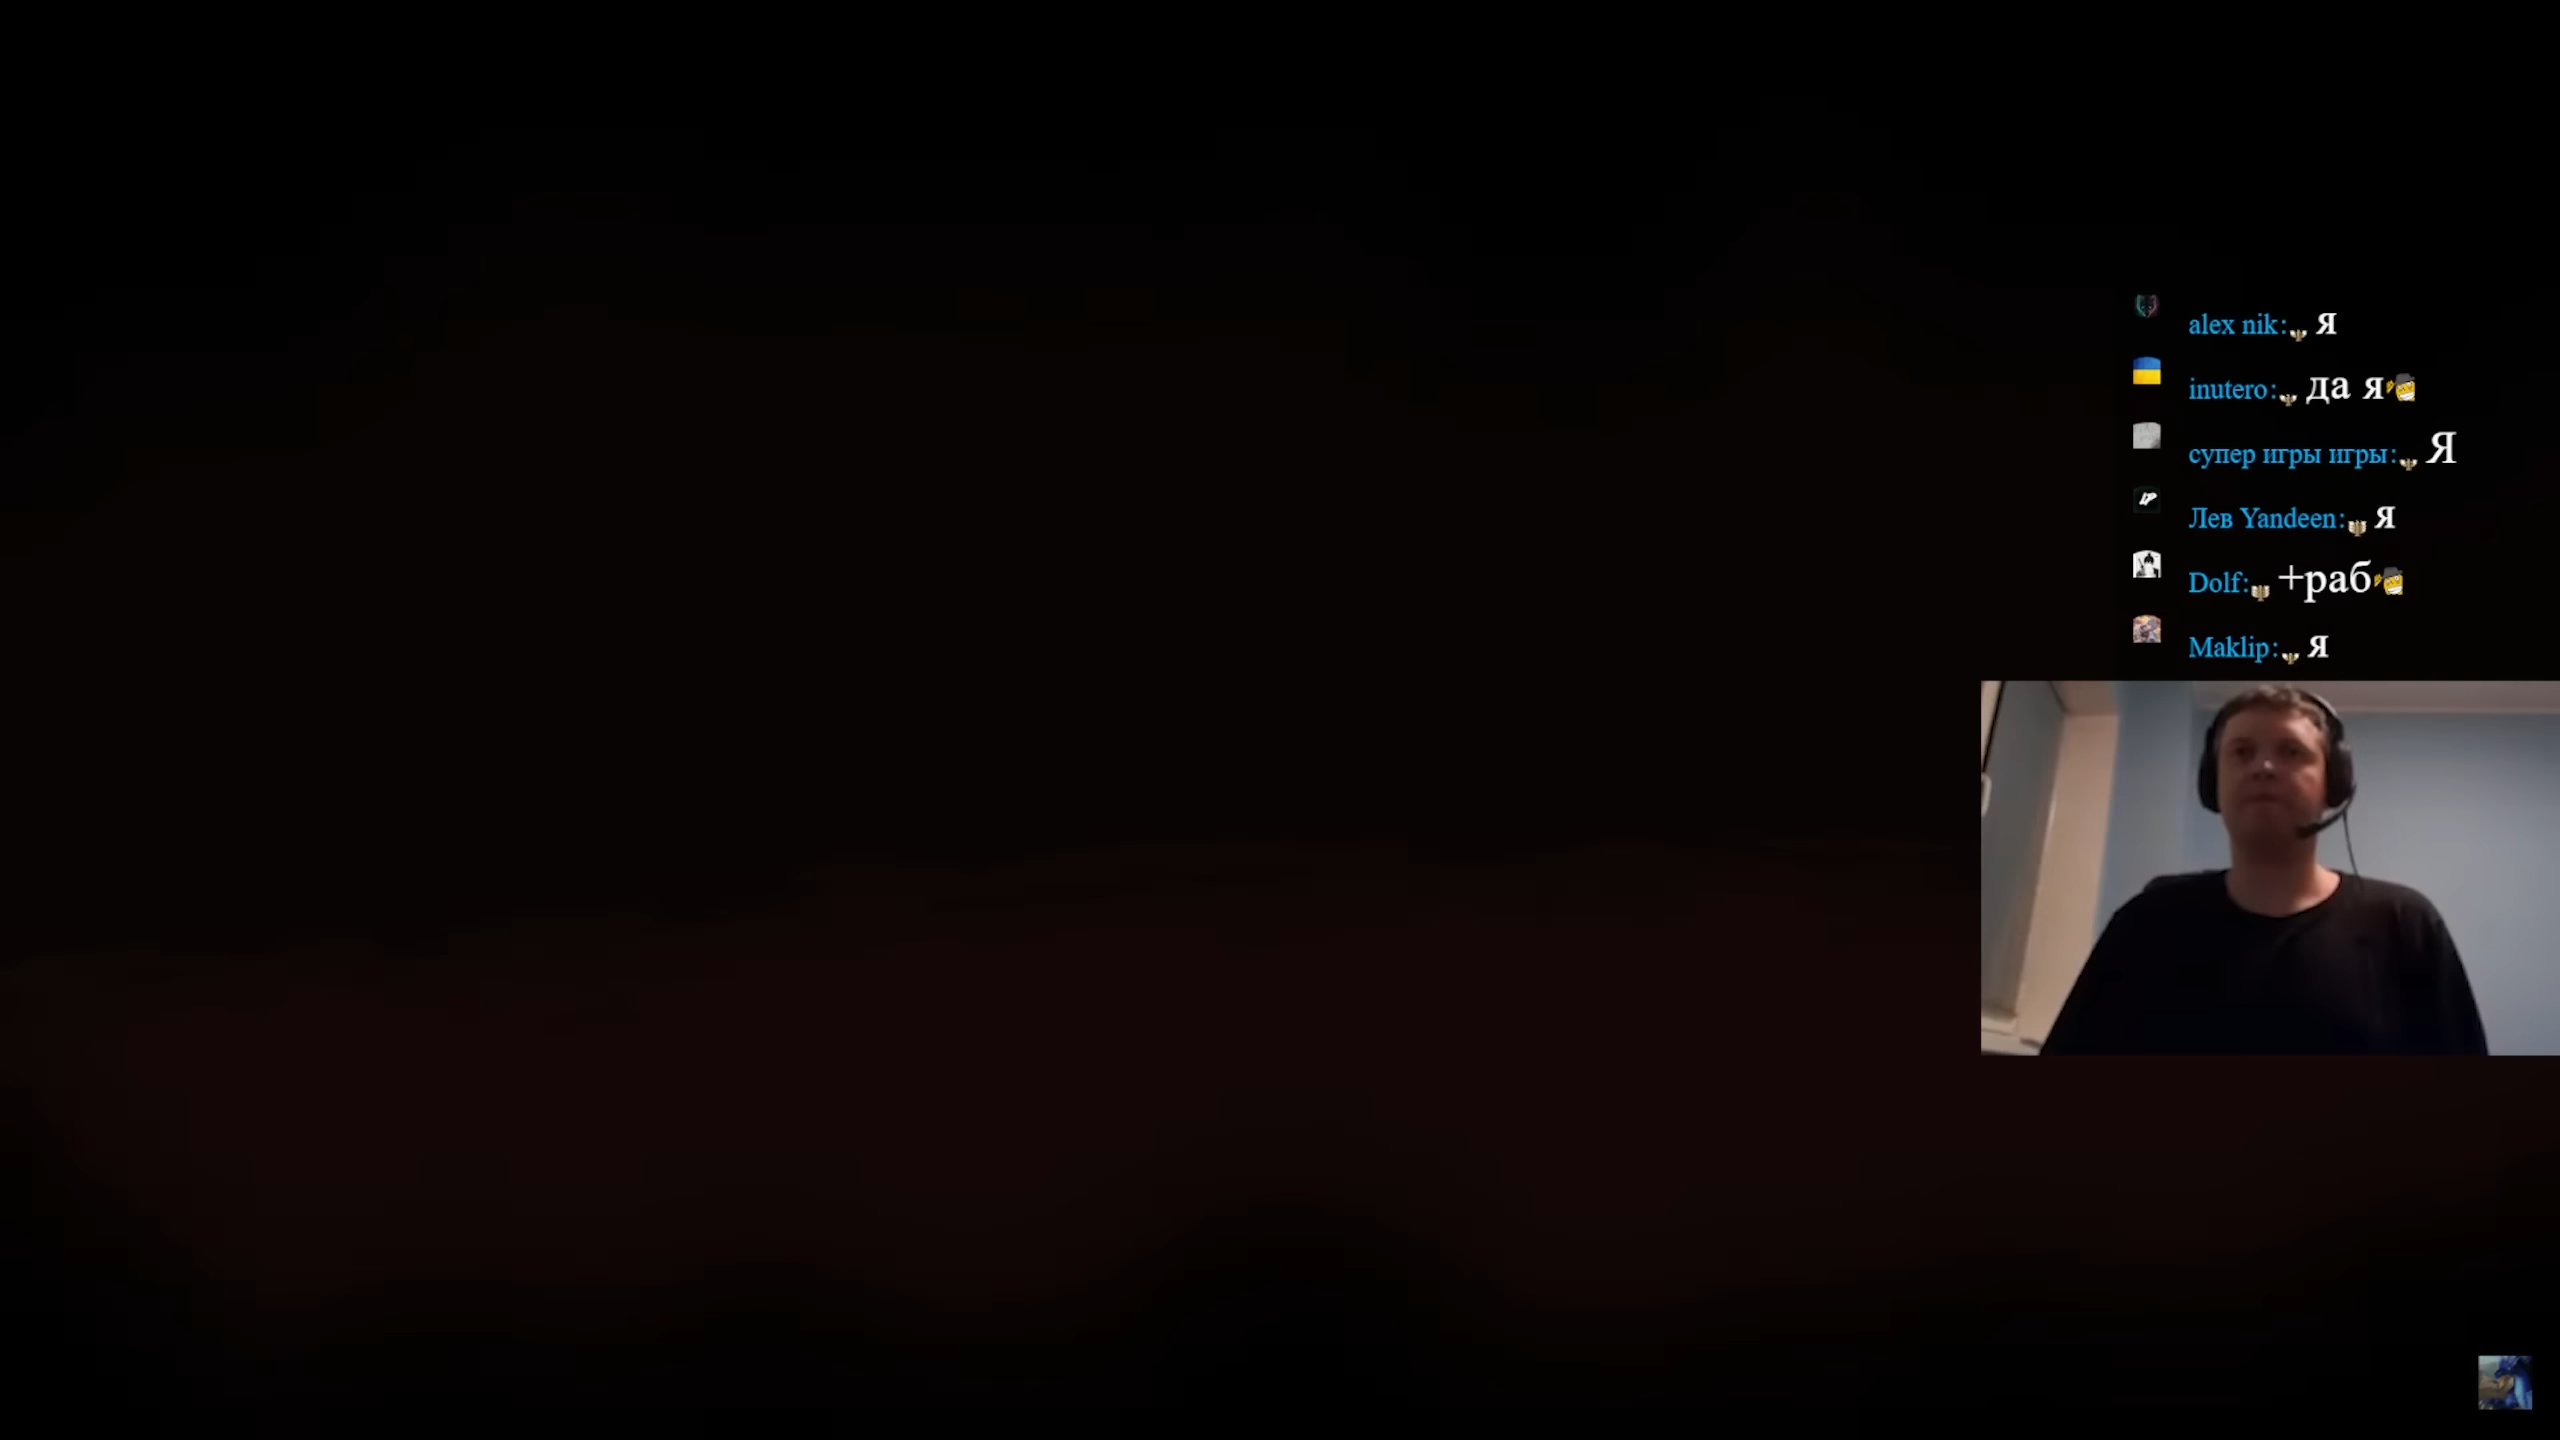 alex nik: я
inutero: да я
супер игры игры: Я
Лев Yandeen: я
Dolf: +раб
Maklip: я